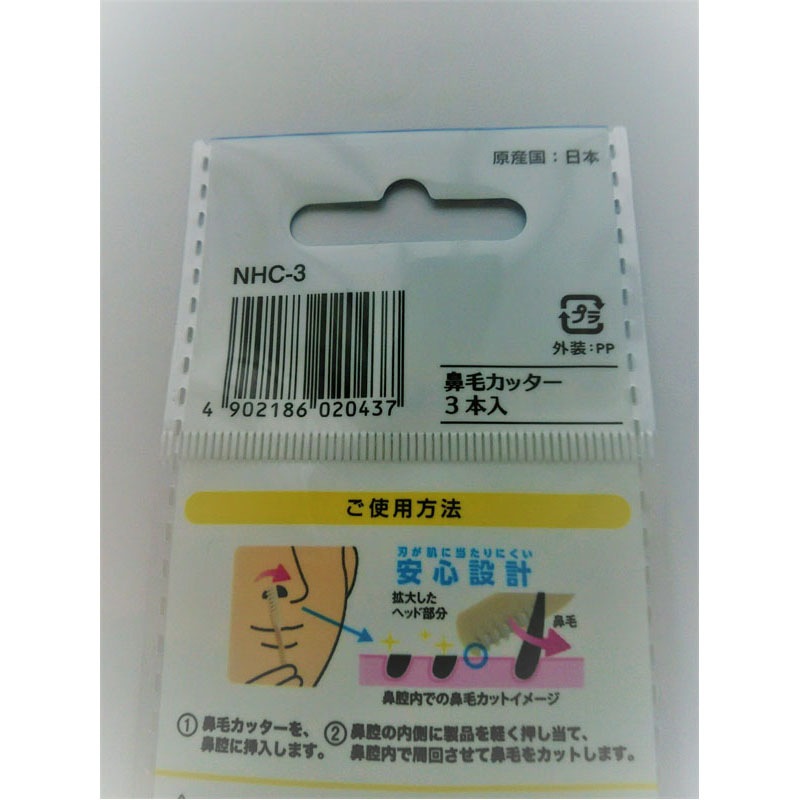 原産国：日本
NHC-3
4 902186 020437
プラ
外装：PP
鼻毛カッター
3本入
ご使用方法
刃が肌に当たりにくい
安心設計
拡大した
ヘッド部分
鼻毛
鼻腔内での鼻毛カットイメージ
① 鼻毛カッターを、
鼻腔に挿入します。
② 鼻腔の内側に製品を軽く押し当て、
鼻腔内で周回させて鼻毛をカットします。